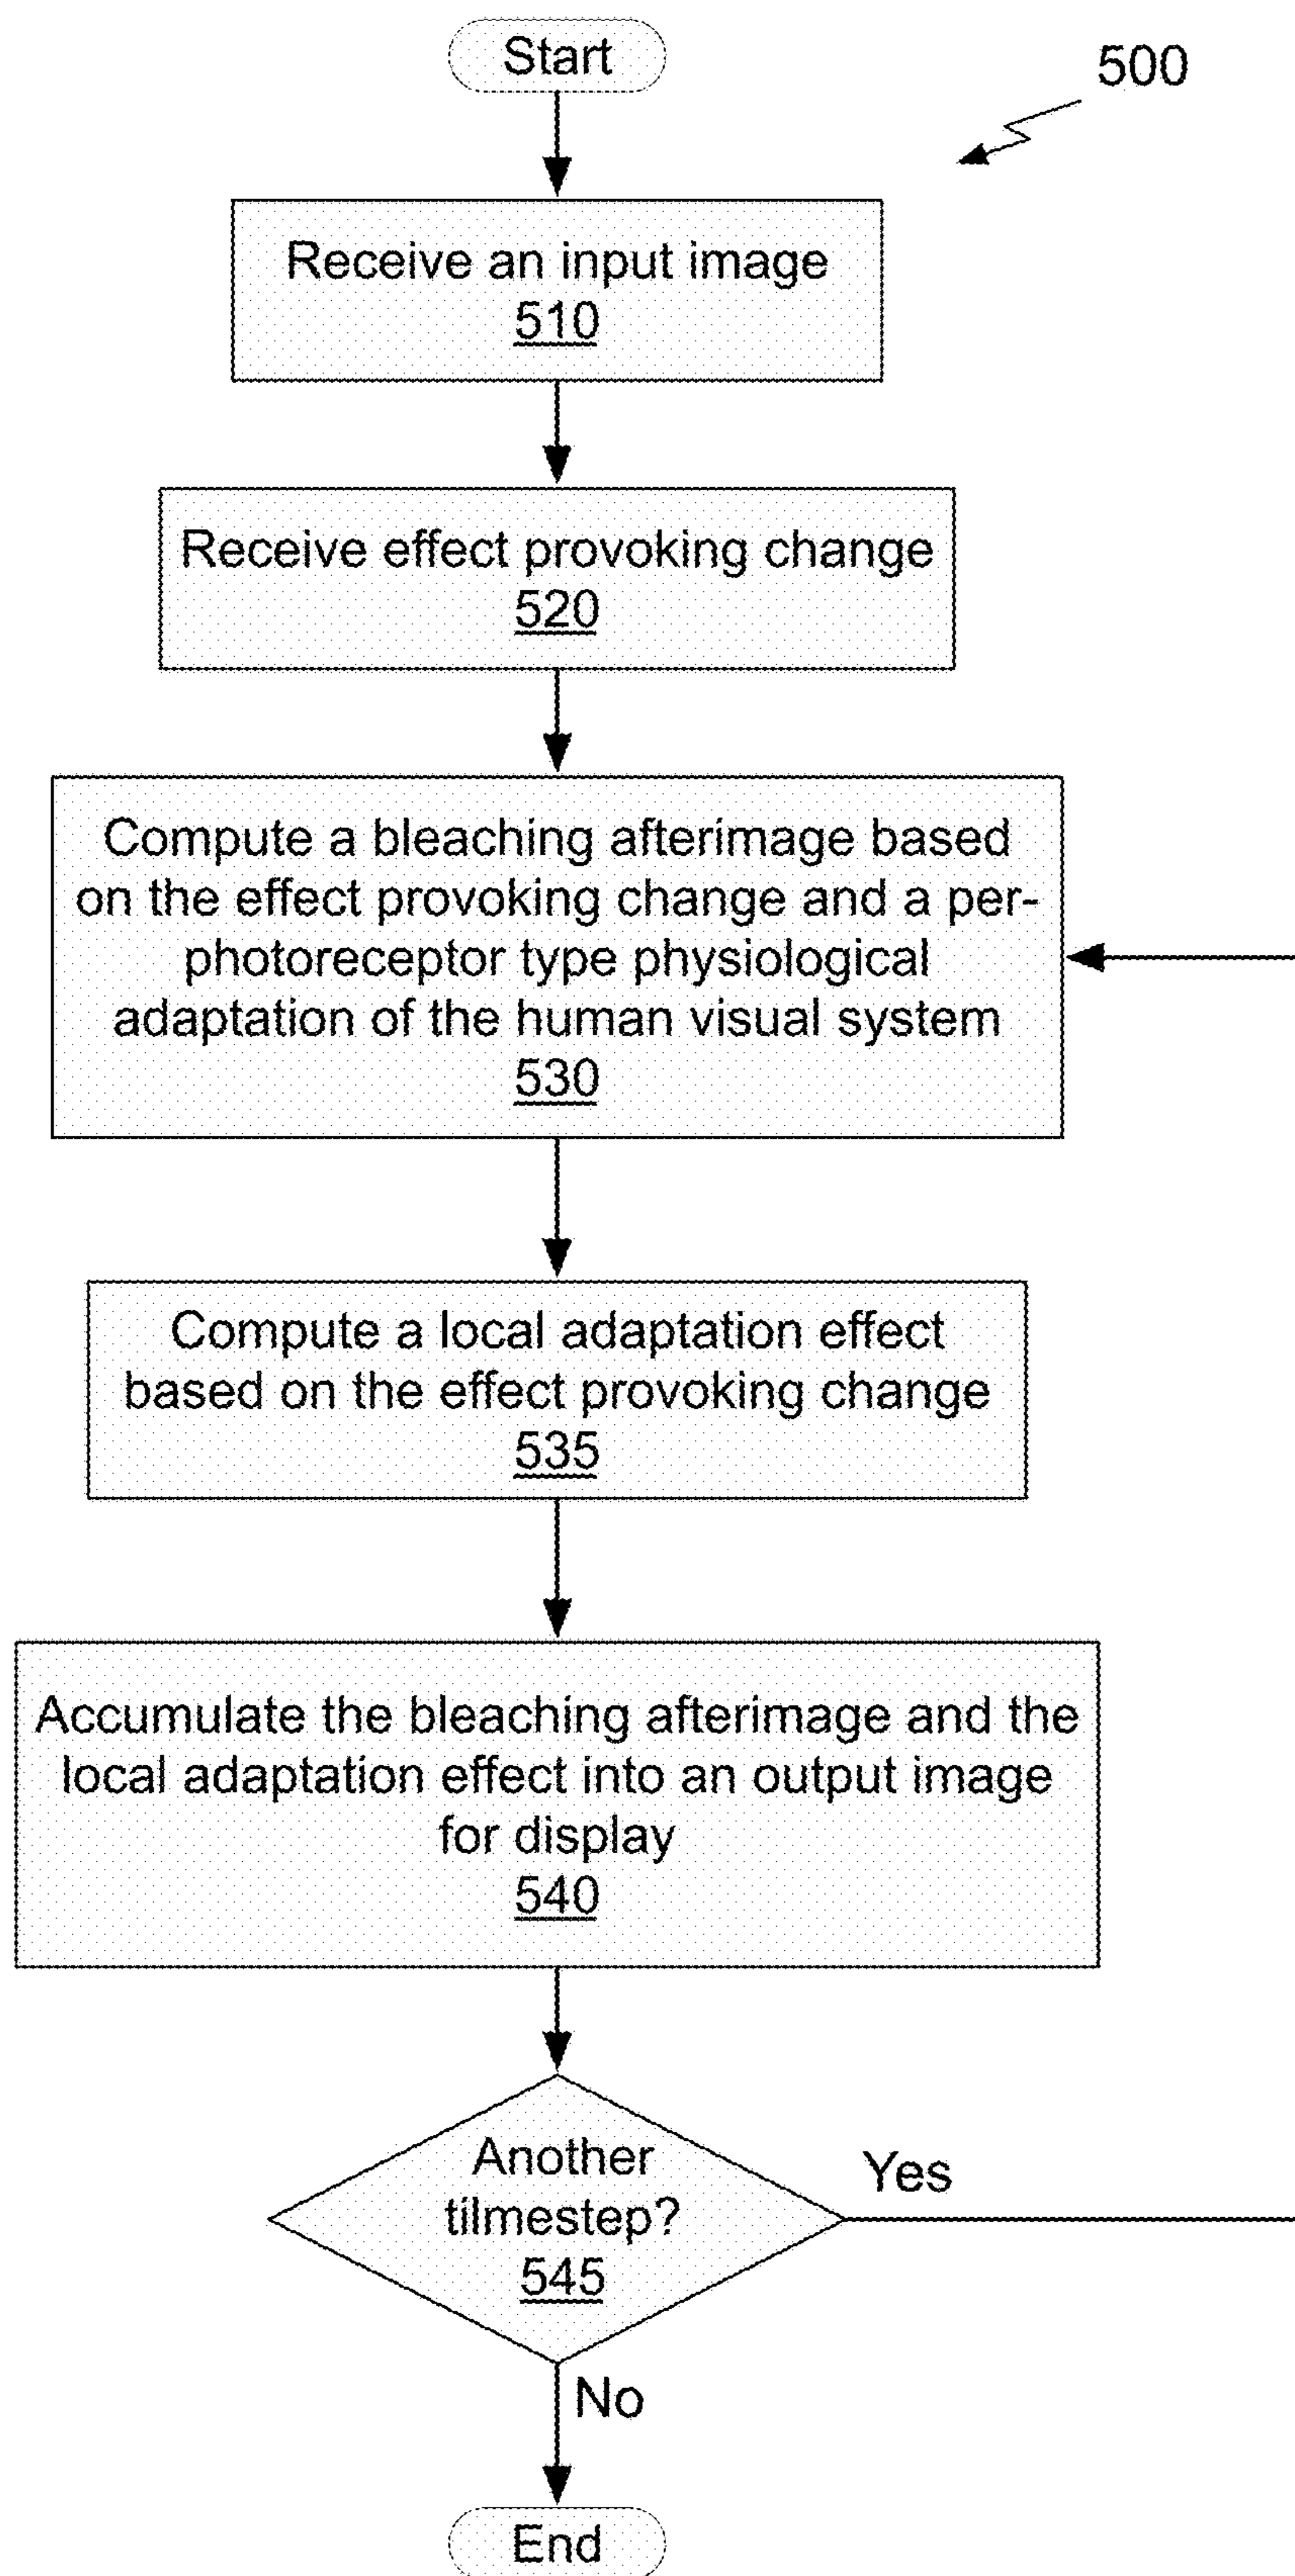 Start
500
Receive an input image
510
Receive effect provoking change
520
Compute a bleaching afterimage based
on the effect provoking change and a per-
photoreceptor type physiological
adaptation of the human visual system
530
Compute a local adaptation effect
based on the effect provoking change
535
Accumulate the bleaching afterimage and the
local adaptation effect into an output image
for display
540
Another
tilmestep?
545
Yes
No
End